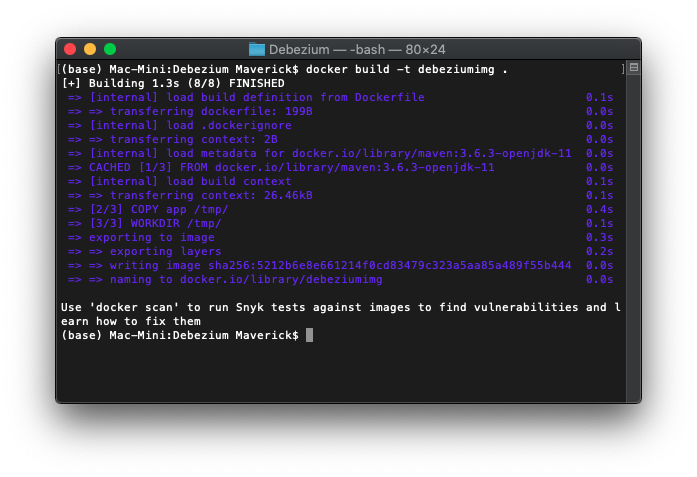 Debezium — -bash — 80×24
[(base) Mac-Mini:Debezium Maverick$ docker build -t debeziumimg . ]
[+] Building 1.3s (8/8) FINISHED
=> [internal] load build definition from Dockerfile 0.1s
=> => transferring dockerfile: 199B 0.0s
=> [internal] load .dockerignore 0.0s
=> => transferring context: 2B 0.0s
=> [internal] load metadata for docker.io/library/maven:3.6.3-openjdk-11 0.0s
=> CACHED [1/3] FROM docker.io/library/maven:3.6.3-openjdk-11 0.0s
=> [internal] load build context 0.1s
=> => transferring context: 26.46kB 0.1s
=> [2/3] COPY app /tmp/ 0.4s
=> [3/3] WORKDIR /tmp/ 0.1s
=> exporting to image 0.3s
=> => exporting layers 0.2s
=> => writing image sha256:5212b6e8e661214f0cd83479c323a5aa85a489f55b444 0.0s
=> => naming to docker.io/library/debeziumimg 0.0s
Use 'docker scan' to run Snyk tests against images to find vulnerabilities and l
earn how to fix them
(base) Mac-Mini:Debezium Maverick$